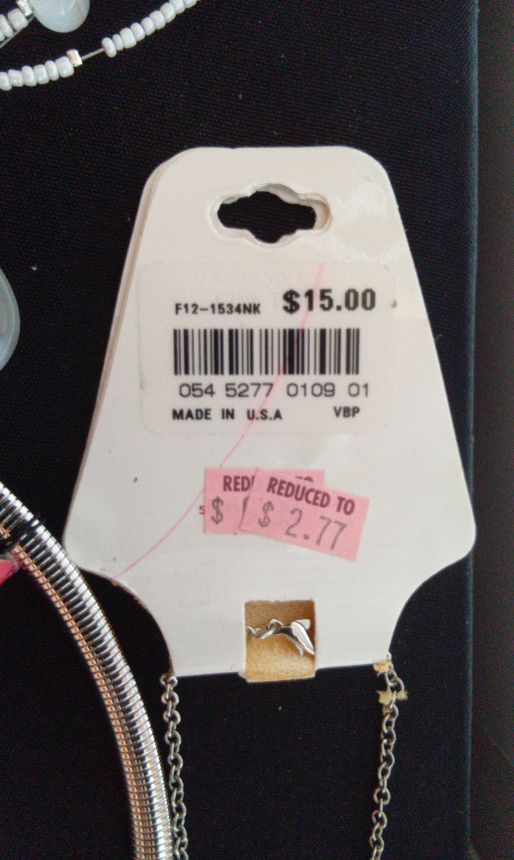 F12-1534NK $15.00
054 5277 0109 01
MADE IN U.S.A VBP
REDUCED TO
$ 2.77